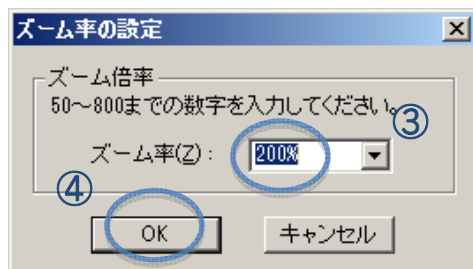 ズーム率の設定
ズーム倍率
50～800までの数字を入力してください。
③
ズーム率(Z): 200%
④
OK キャンセル